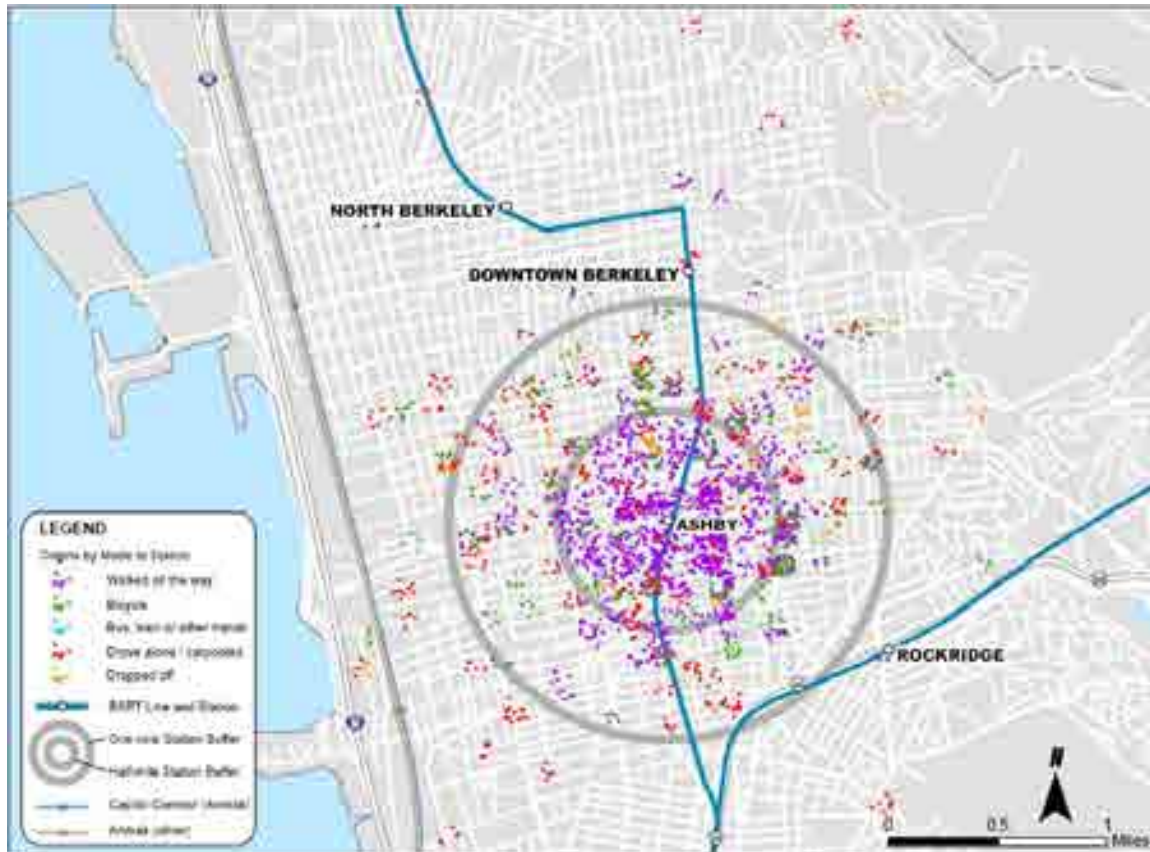 NORTH BERKELEY
DOWNTOWN BERKELEY
ASHBY
ROCKRIDGE
LEGEND
Origins by Mode to Station
Walked all the way
Bicycle
Bus, train or other transit
Drove alone / carpooled
Dropped off
BART Line and Station
One-mile Station Buffer
Half-mile Station Buffer
Capitol Corridor (Amtrak)
Amtrak (other)
N
0 0.5 1
Miles